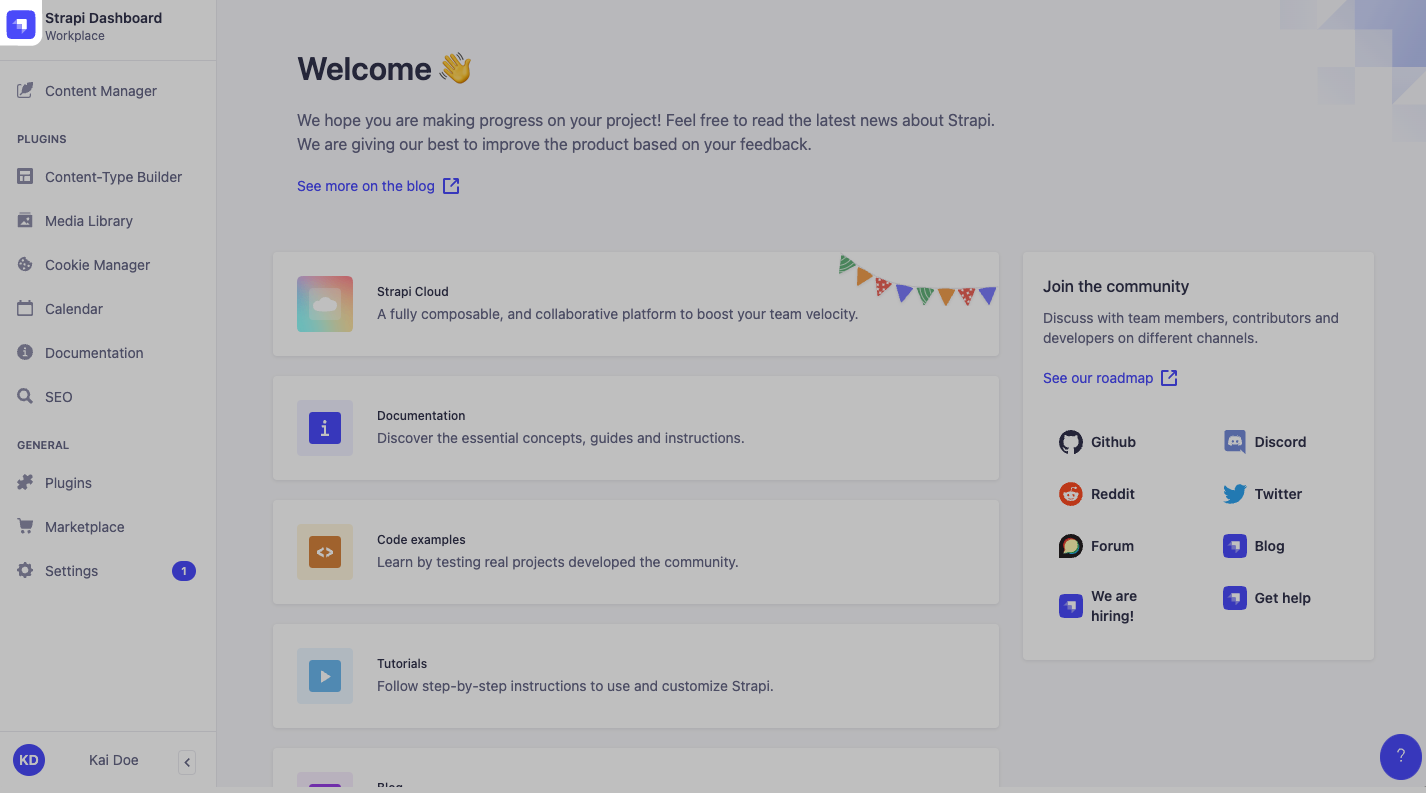 Strapi Dashboard
Workplace
Content Manager
PLUGINS
Content-Type Builder
Media Library
Cookie Manager
Calendar
Documentation
SEO
GENERAL
Plugins
Marketplace
Settings
1
KD
Kai Doe
Welcome 👋
We hope you are making progress on your project! Feel free to read the latest news about Strapi.
We are giving our best to improve the product based on your feedback.
See more on the blog
Strapi Cloud
A fully composable, and collaborative platform to boost your team velocity.
Documentation
Discover the essential concepts, guides and instructions.
Code examples
Learn by testing real projects developed the community.
Tutorials
Follow step-by-step instructions to use and customize Strapi.
Blog
Join the community
Discuss with team members, contributors and
developers on different channels.
See our roadmap
Github
Discord
Reddit
Twitter
Forum
Blog
We are
hiring!
Get help
?